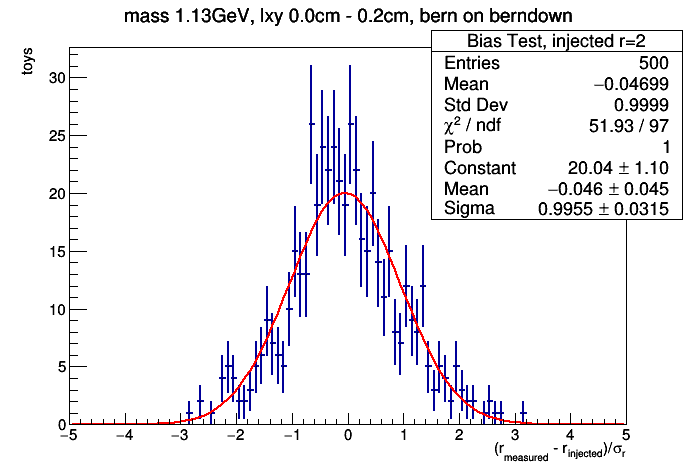 mass 1.13GeV, lxy 0.0cm - 0.2cm, bern on berndown
Bias Test, injected r=2
Entries 500
Mean −0.04699
Std Dev 0.9999
χ² / ndf 51.93 / 97
Prob 1
Constant 20.04 ± 1.10
Mean −0.046 ± 0.045
Sigma 0.9955 ± 0.0315
toys
30
25
20
15
10
5
0
−5 −4 −3 −2 −1 0 1 2 3 4 5
(r_measured - r_injected)/σ_r